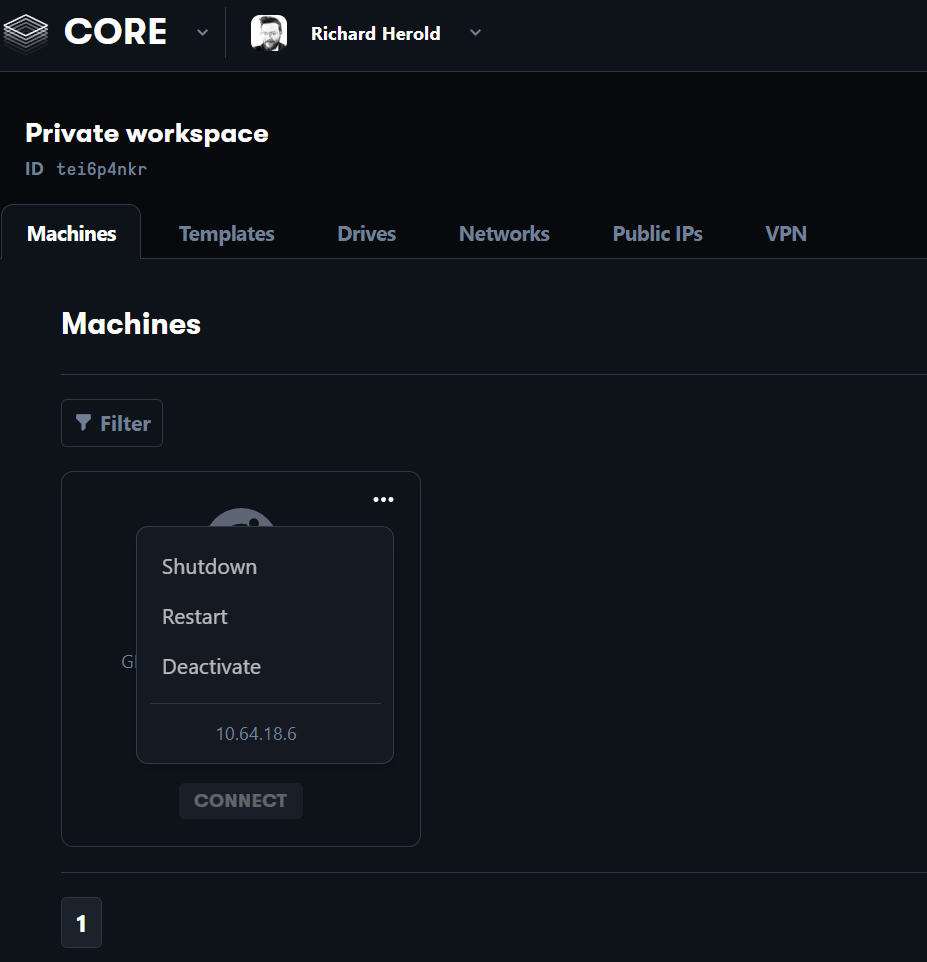 CORE
Richard Herold
Private workspace
ID tei6p4nkr
Machines Templates Drives Networks Public IPs VPN
Machines
Filter
Shutdown
Restart
Deactivate
10.64.18.6
CONNECT
1